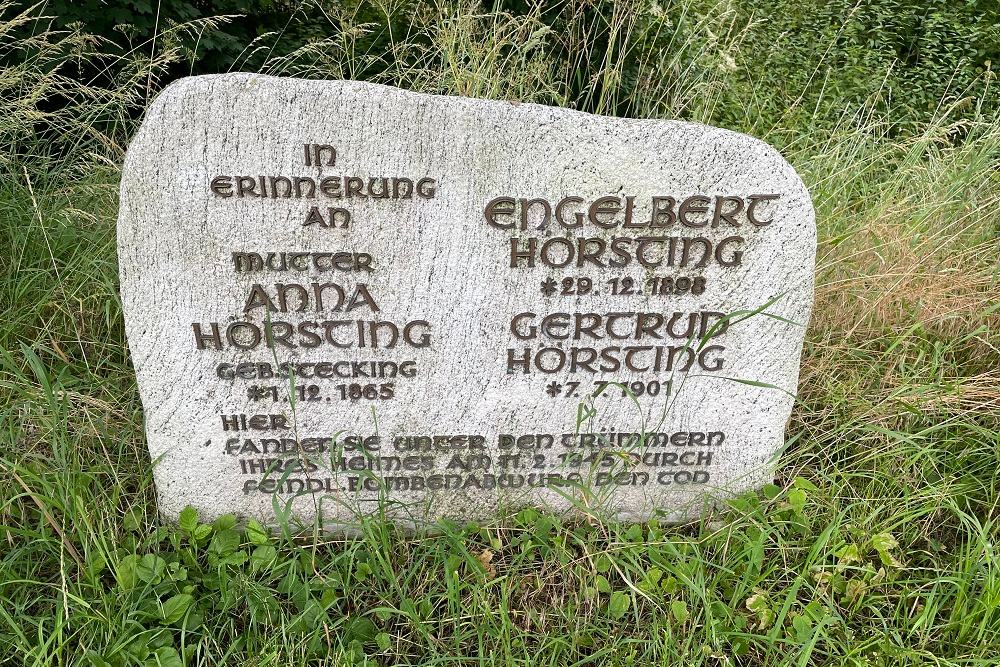 IN
ERINNERUNG
AN
MUTTER
ANNA
HÖRSTING
GEB.STECKING
*1.12.1865
ENGELBERT
HÖRSTING
*29.12.1898
GERTRUD
HÖRSTING
*7.7.1901
HIER
FANDEN SIE UNTER DEN TRÜMMERN
IHRES HEIMES AM 11.2.1945 DURCH
FEINDL.BOMBENABWURF DEN TOD